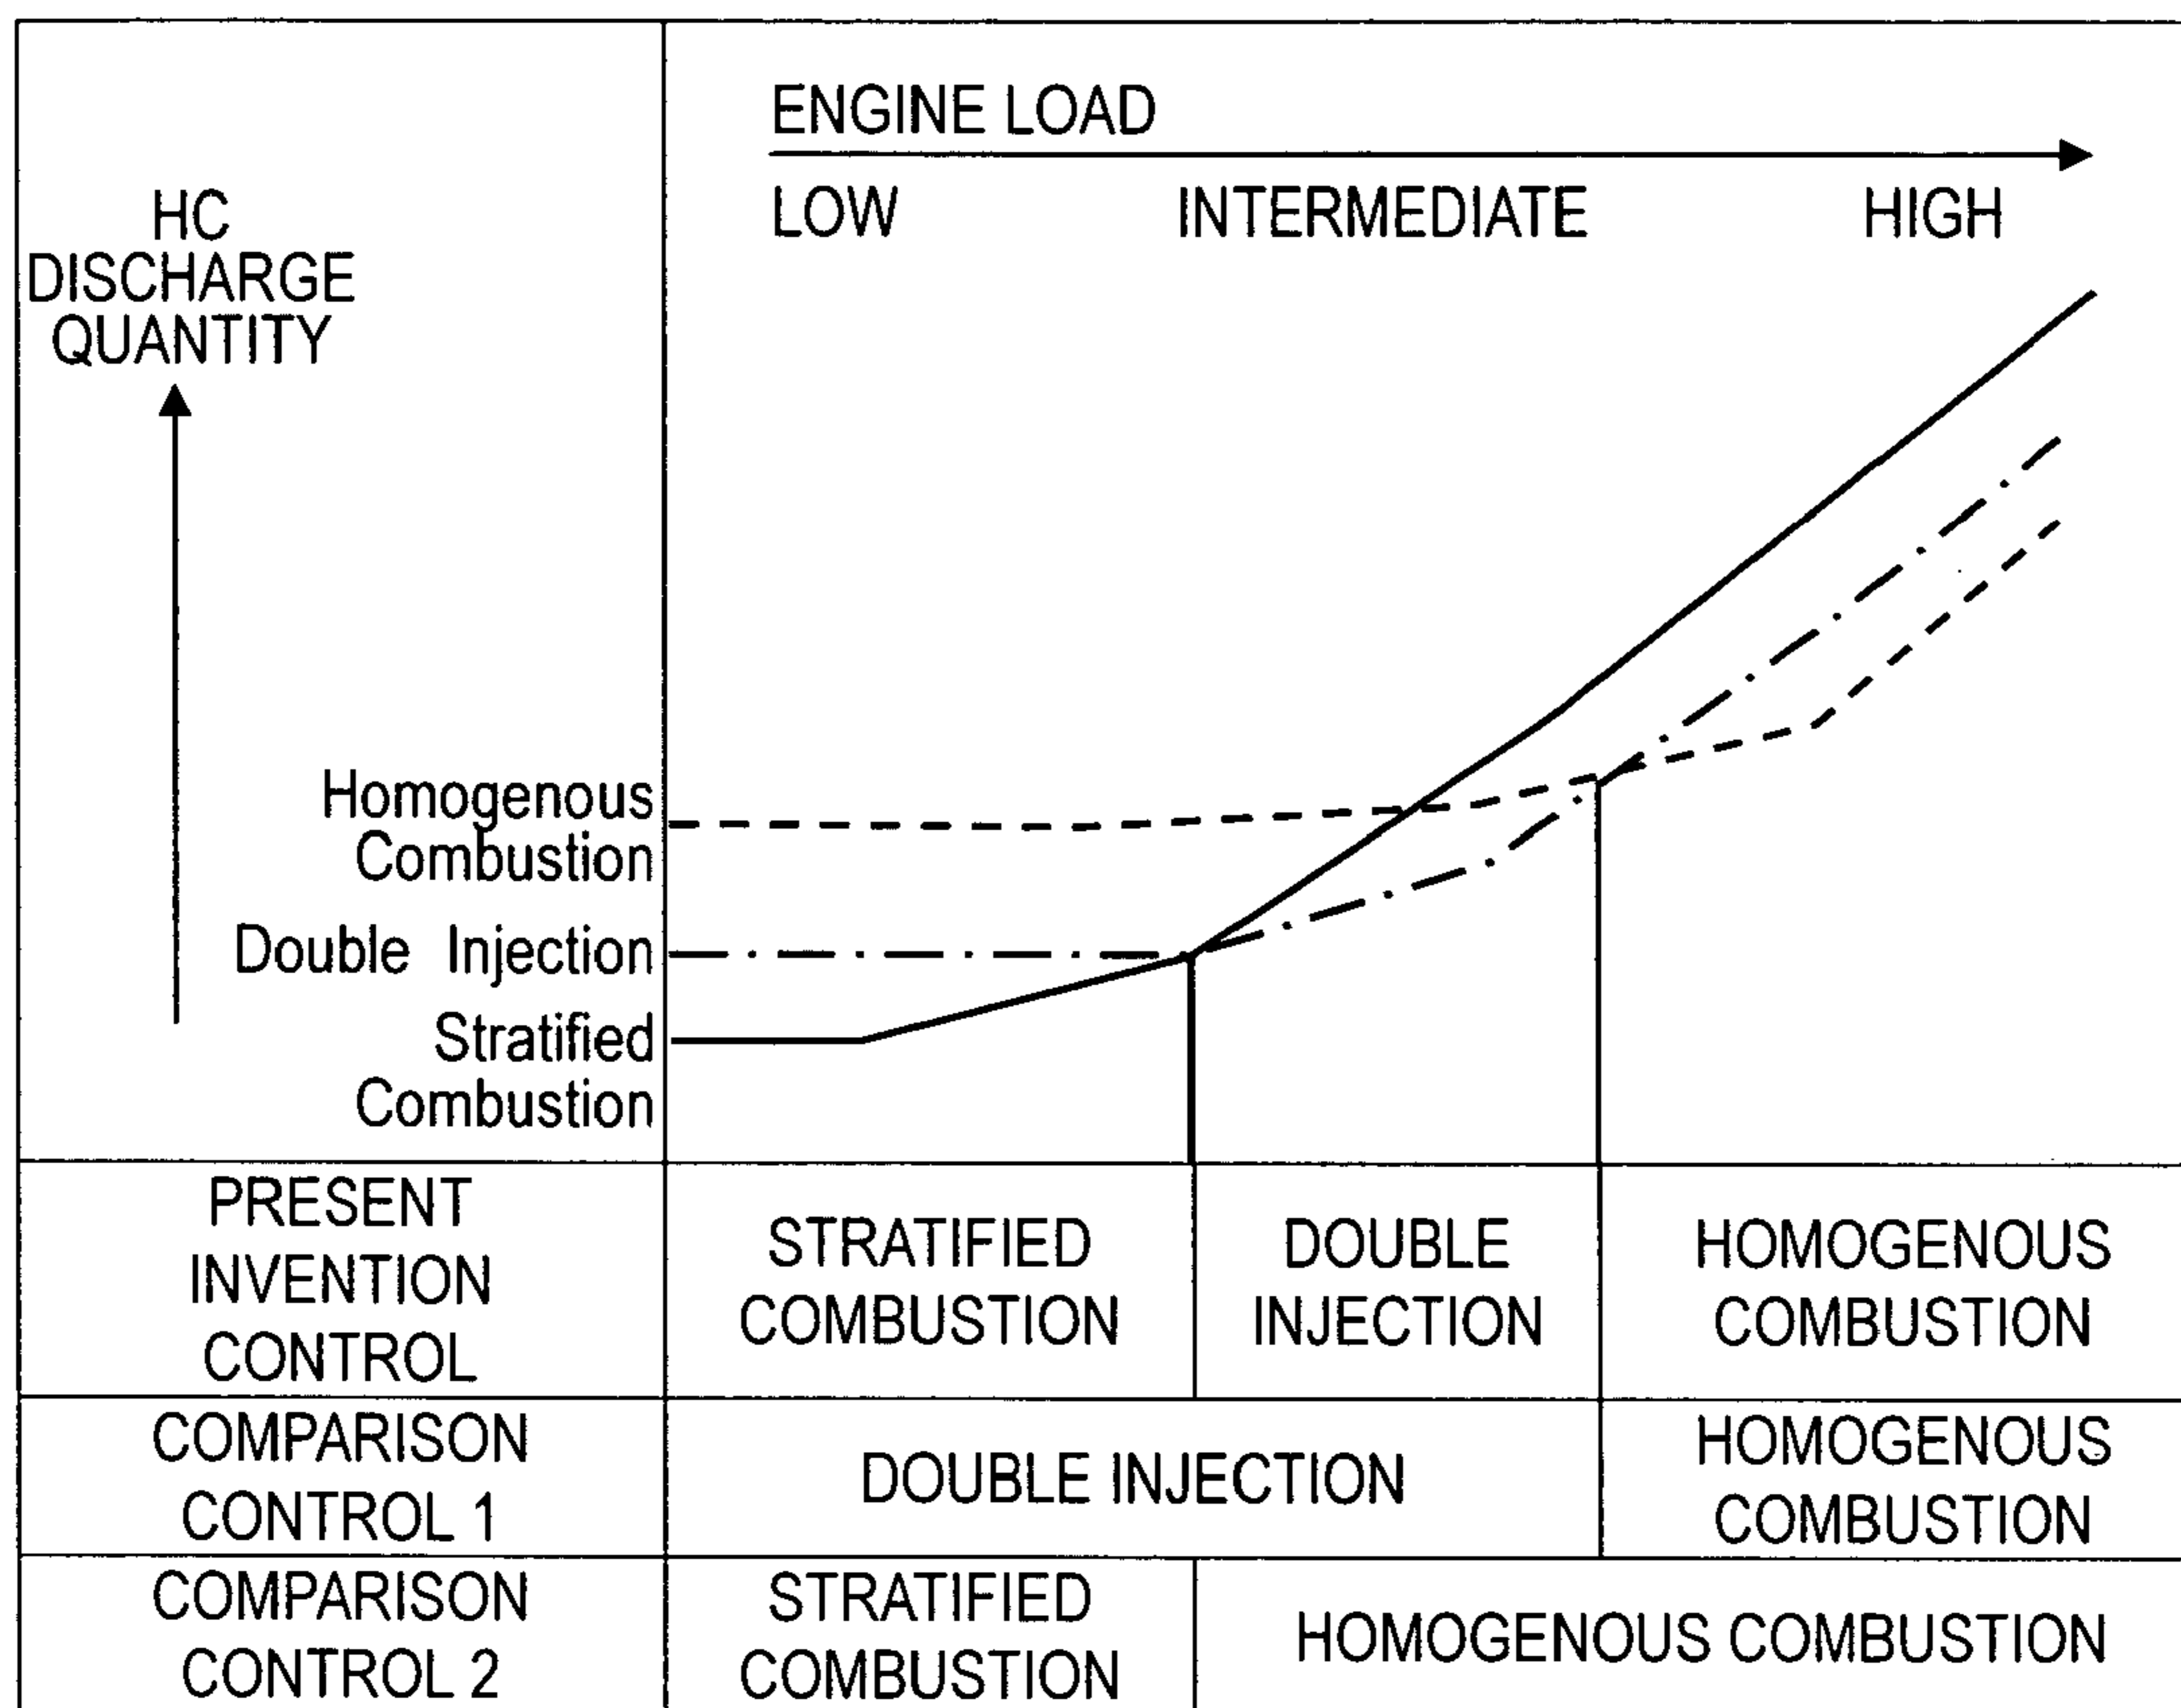 ENGINE LOAD
LOW INTERMEDIATE HIGH
HC
DISCHARGE
QUANTITY
Homogenous
Combustion
Double Injection
Stratified
Combustion
PRESENT
INVENTION
CONTROL
STRATIFIED
COMBUSTION
DOUBLE
INJECTION
HOMOGENOUS
COMBUSTION
COMPARISON
CONTROL 1
DOUBLE INJECTION
HOMOGENOUS
COMBUSTION
COMPARISON
CONTROL 2
STRATIFIED
COMBUSTION
HOMOGENOUS COMBUSTION